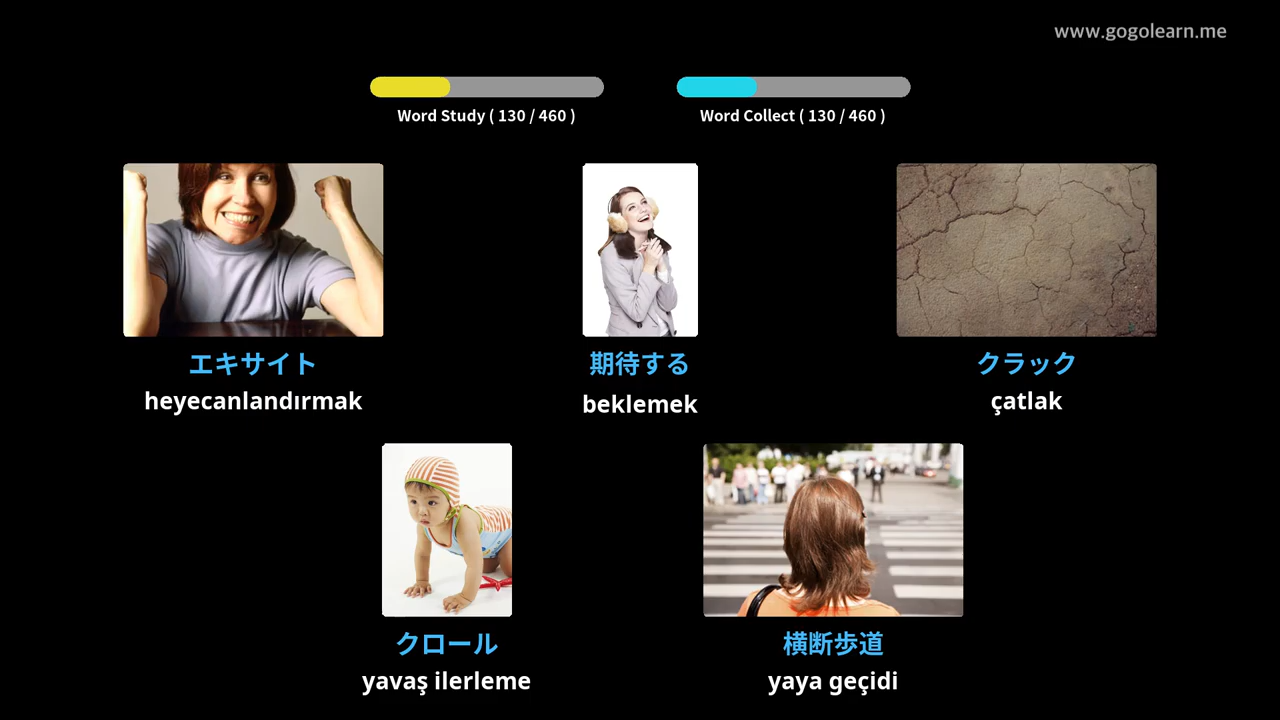 www.gogolearn.me
Word Study ( 130 / 460 )
Word Collect ( 130 / 460 )
エキサイト
heyecanlandırmak
期待する
beklemek
クラック
çatlak
クロール
yavaş ilerleme
横断歩道
yaya geçidi